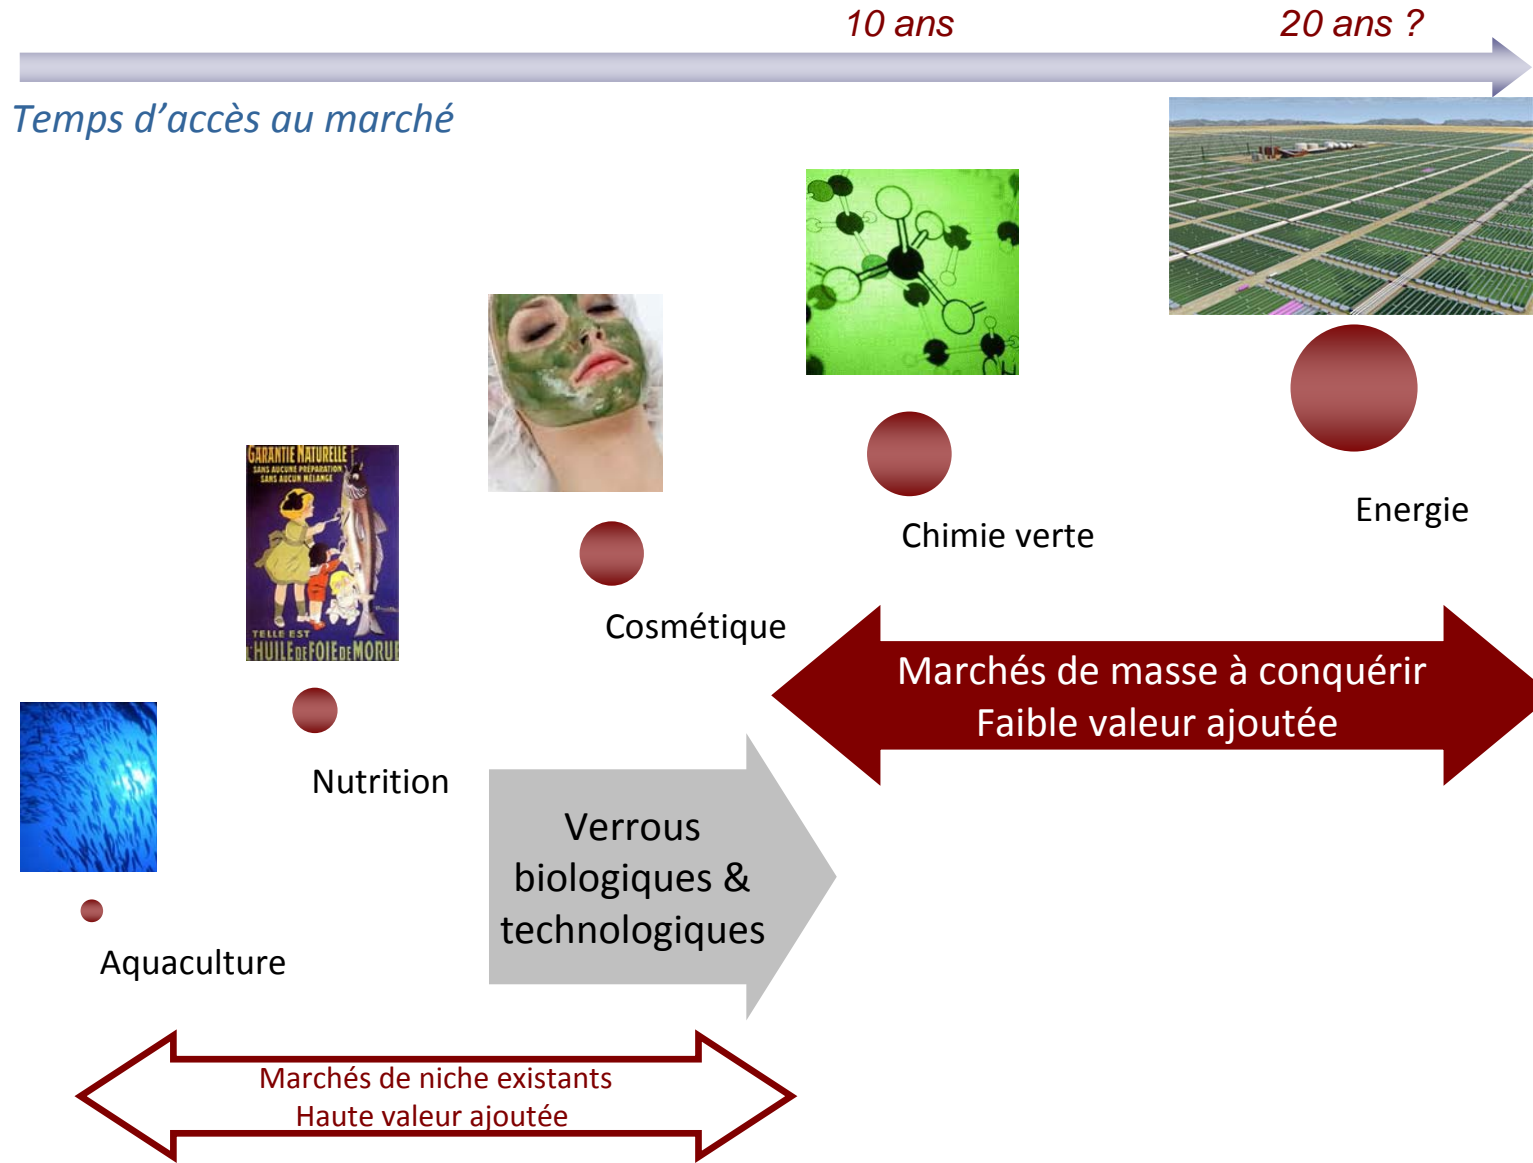 10 ans
20 ans ?
Temps d’accès au marché
GARANTIE NATURELLE
SANS AUCUNE PRÉPARATION
SANS AUCUN MÉLANGE
TELLE EST
L'HUILE DE FOIE DE MORUE
Energie
Chimie verte
Cosmétique
Marchés de masse à conquérir
Faible valeur ajoutée
Nutrition
Verrous
biologiques &
technologiques
Aquaculture
Marchés de niche existants
Haute valeur ajoutée